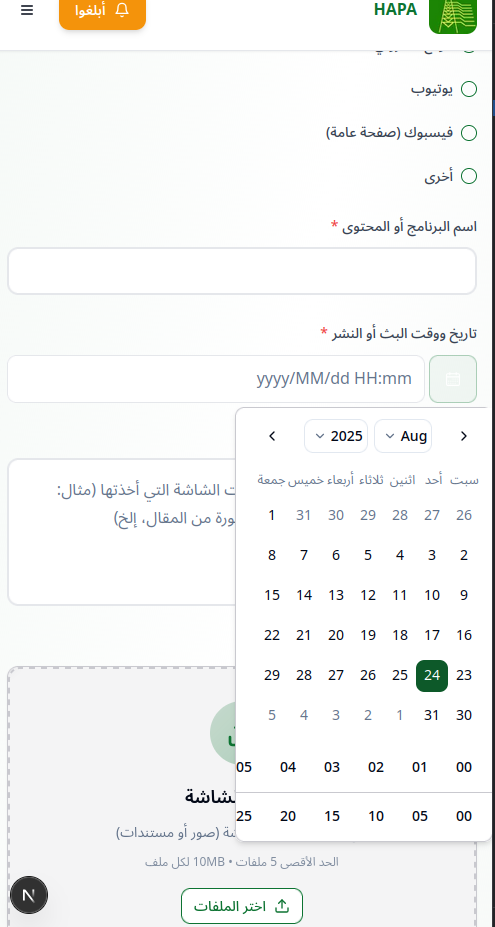 HAPA
أبلغوا
يوتيوب
فيسبوك (صفحة عامة)
أخرى
اسم البرنامج أو المحتوى *
تاريخ ووقت البث أو النشر *
yyyy/MM/dd HH:mm
Aug 2025
سبت أحد اثنين ثلاثاء أربعاء خميس جمعة
26 27 28 29 30 31 1
2 3 4 5 6 7 8
9 10 11 12 13 14 15
16 17 18 19 20 21 22
23 24 25 26 27 28 29
30 31 1 2 3 4 5
00 01 02 03 04 05
00 05 10 15 20 25
الشاشة التي أخذتها (مثال:
من المقال، إلخ)
(صور أو مستندات)
الحد الأقصى 5 ملفات • 10MB لكل ملف
اختر الملفات
N